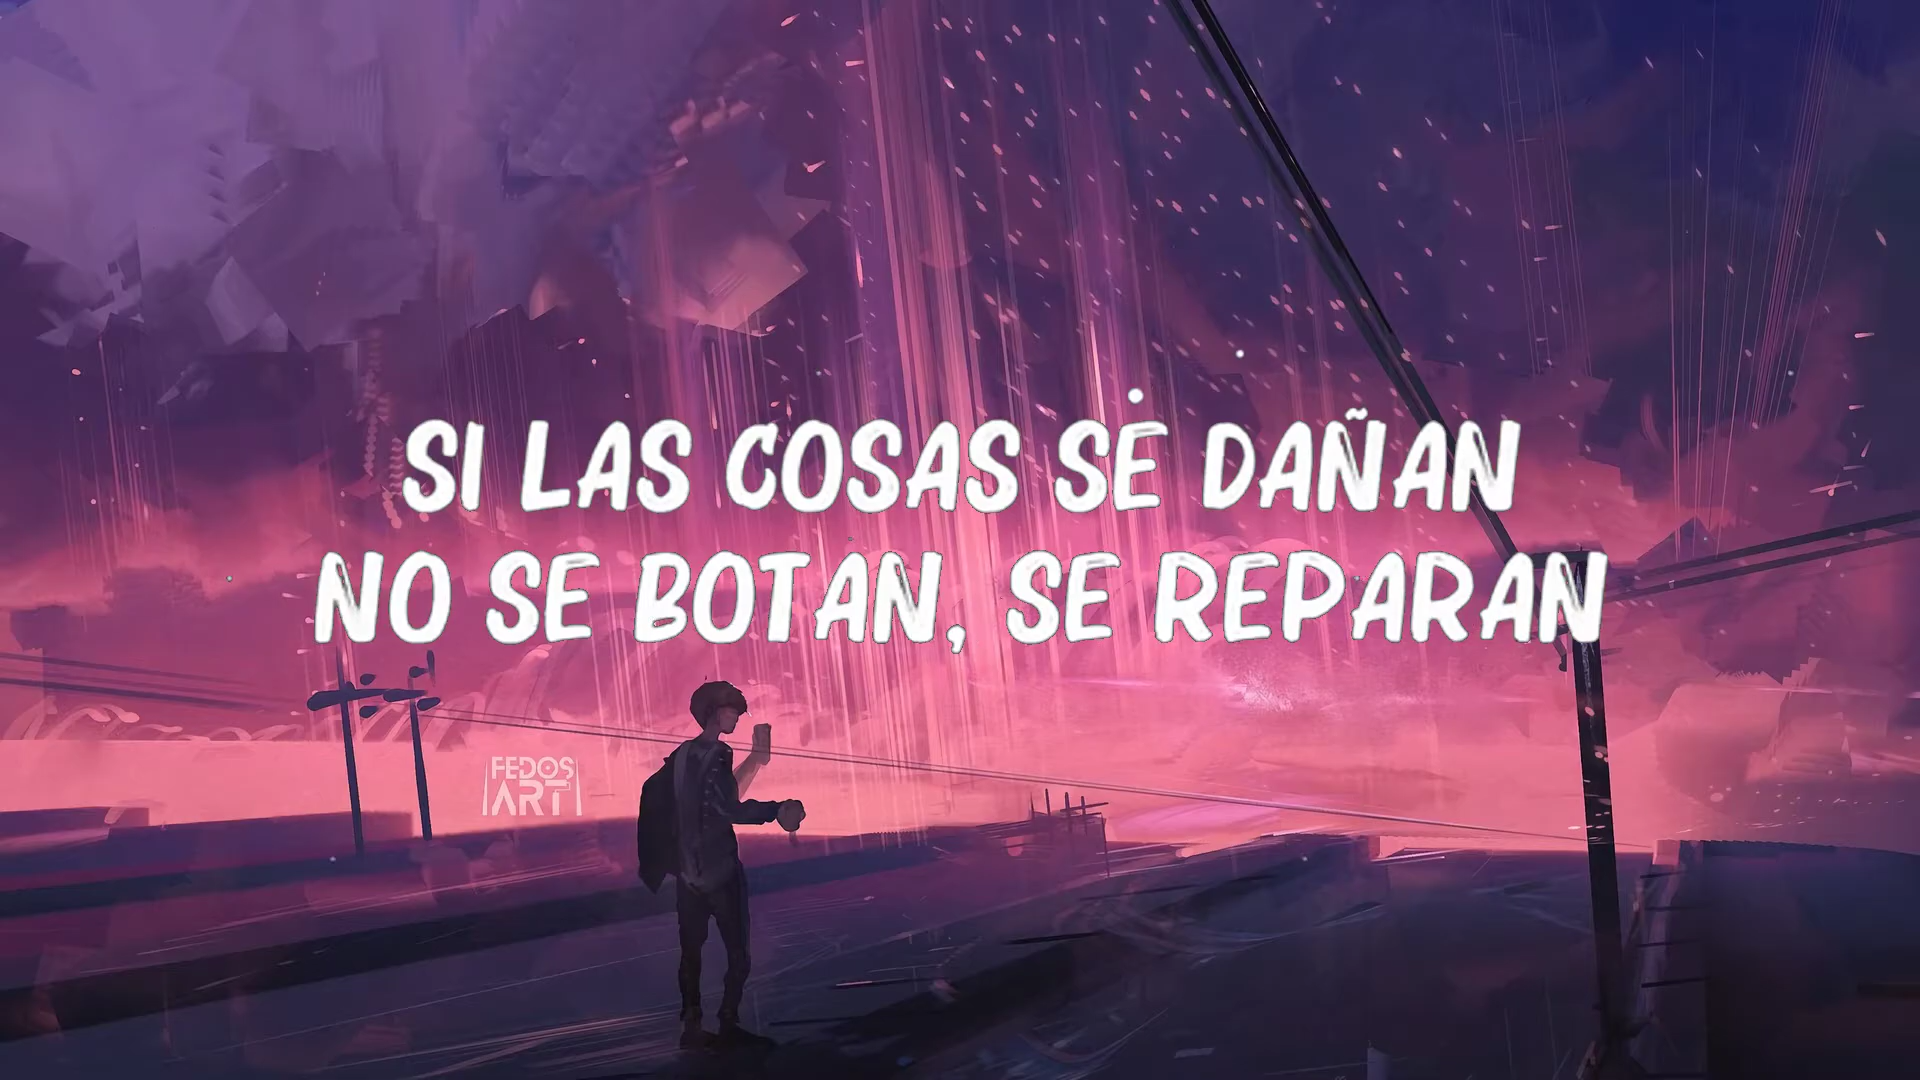 SI LAS COSAS SE DAÑAN
NO SE BOTAN, SE REPARAN
FEDOS
ART